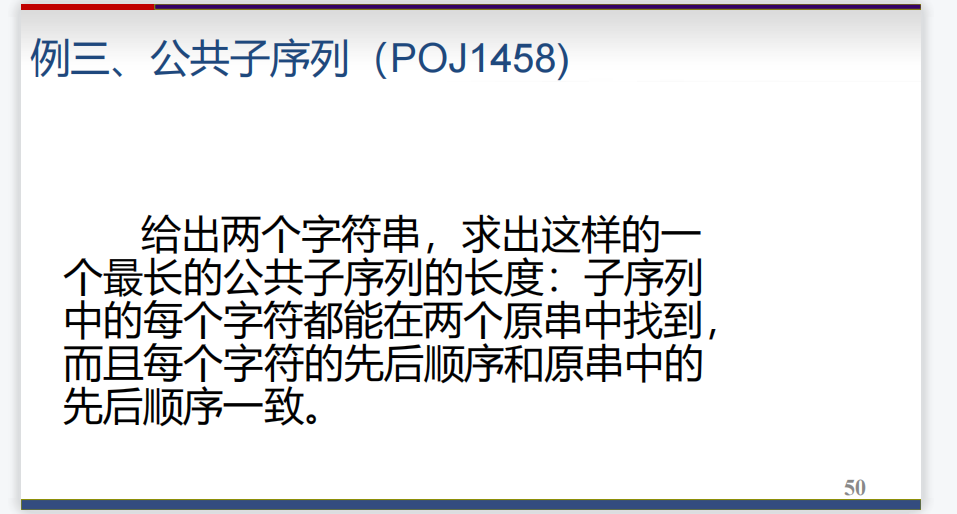 例三、公共子序列（POJ1458）
给出两个字符串，求出这样的一
个最长的公共子序列的长度：子序列
中的每个字符都能在两个原串中找到，
而且每个字符的先后顺序和原串中的
先后顺序一致。
50